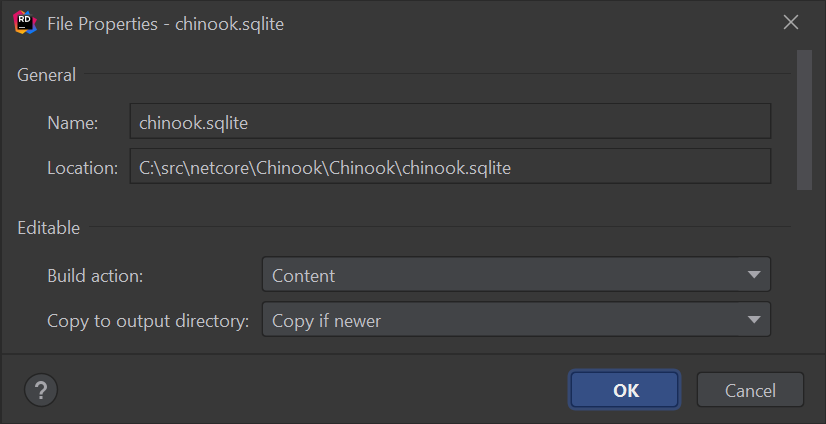 RD
File Properties - chinook.sqlite
General
Name: chinook.sqlite
Location: C:\src\netcore\Chinook\Chinook\chinook.sqlite
Editable
Build action: Content
Copy to output directory: Copy if newer
? OK Cancel